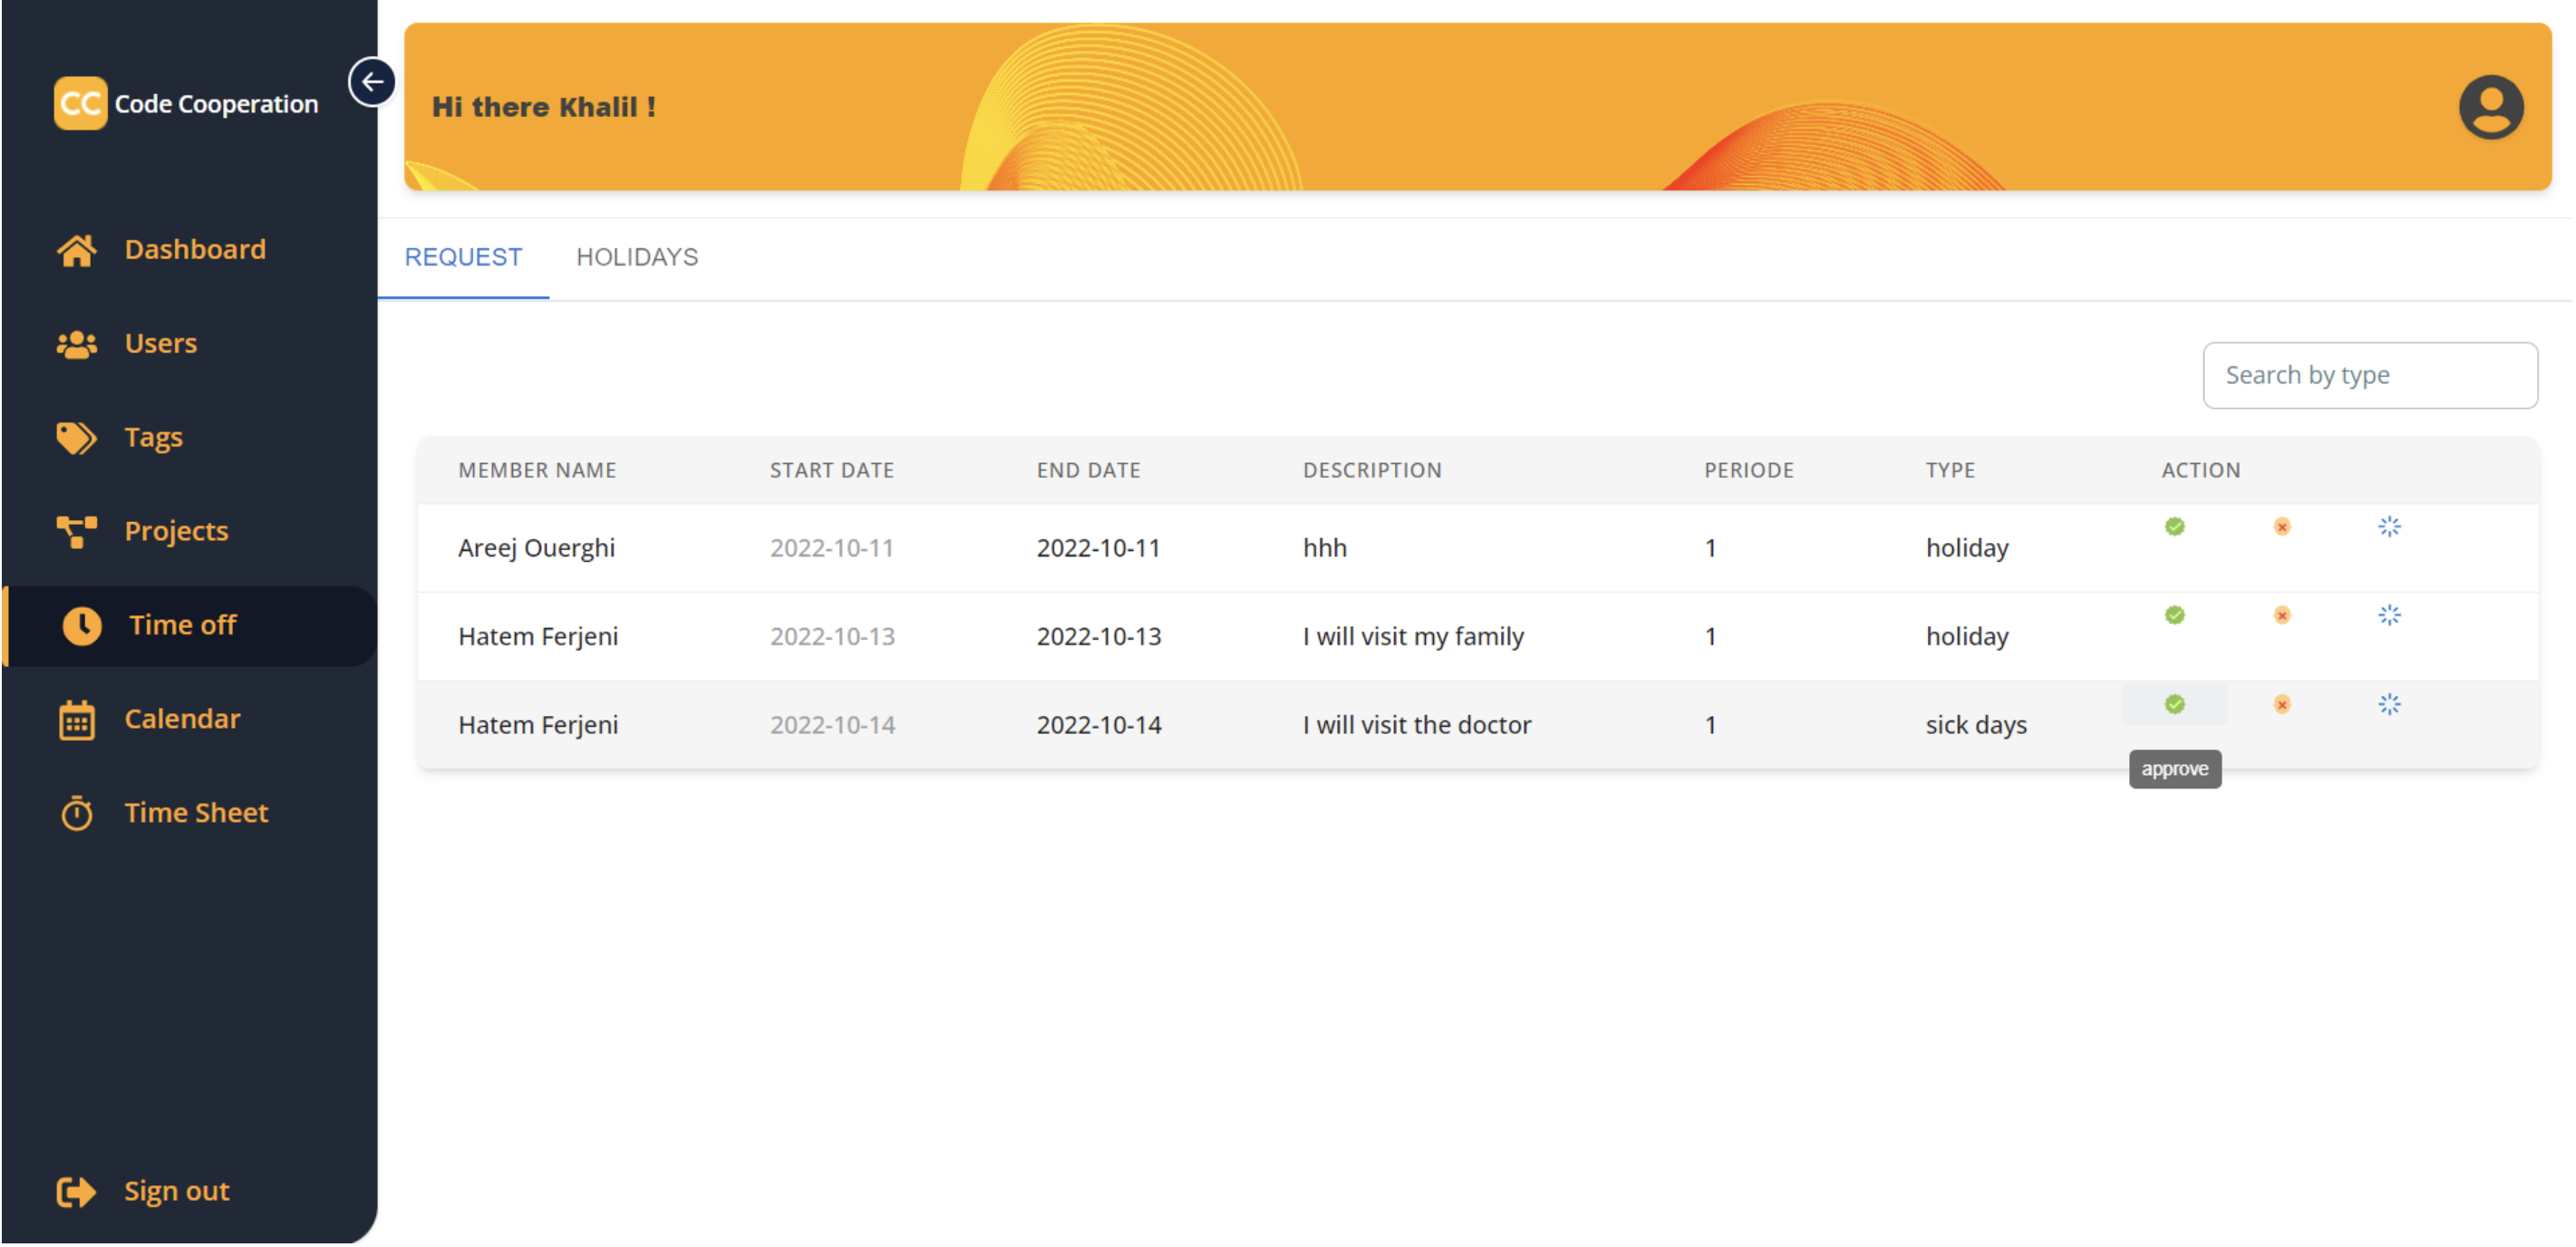 CC Code Cooperation
Hi there Khalil !
Dashboard
Users
Tags
Projects
Time off
Calendar
Time Sheet
Sign out
REQUEST HOLIDAYS
Search by type
MEMBER NAME START DATE END DATE DESCRIPTION PERIODE TYPE ACTION
Areej Ouerghi 2022-10-11 2022-10-11 hhh 1 holiday
Hatem Ferjeni 2022-10-13 2022-10-13 I will visit my family 1 holiday
Hatem Ferjeni 2022-10-14 2022-10-14 I will visit the doctor 1 sick days
approve